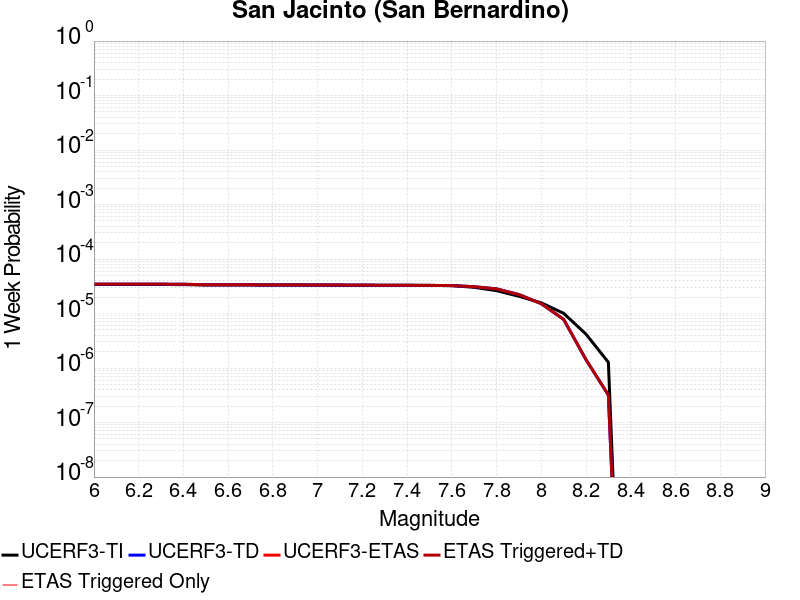 San Jacinto (San Bernardino)
10^0
10^-1
10^-2
10^-3
10^-4
10^-5
10^-6
10^-7
10^-8
1 Week Probability
6 6.2 6.4 6.6 6.8 7 7.2 7.4 7.6 7.8 8 8.2 8.4 8.6 8.8 9
Magnitude
UCERF3-TI UCERF3-TD UCERF3-ETAS ETAS Triggered+TD
ETAS Triggered Only